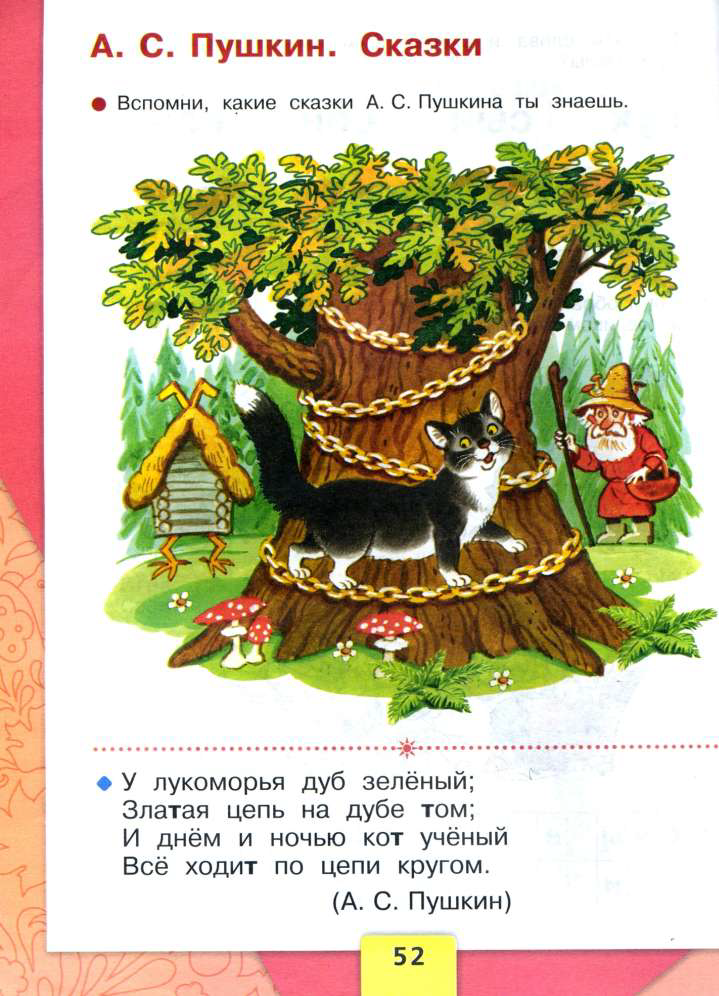 А. С. Пушкин. Сказки
Вспомни, какие сказки А. С. Пушкина ты знаешь.
У лукоморья дуб зелёный;
Златая цепь на дубе том;
И днём и ночью кот учёный
Всё ходит по цепи кругом.
(А. С. Пушкин)
52